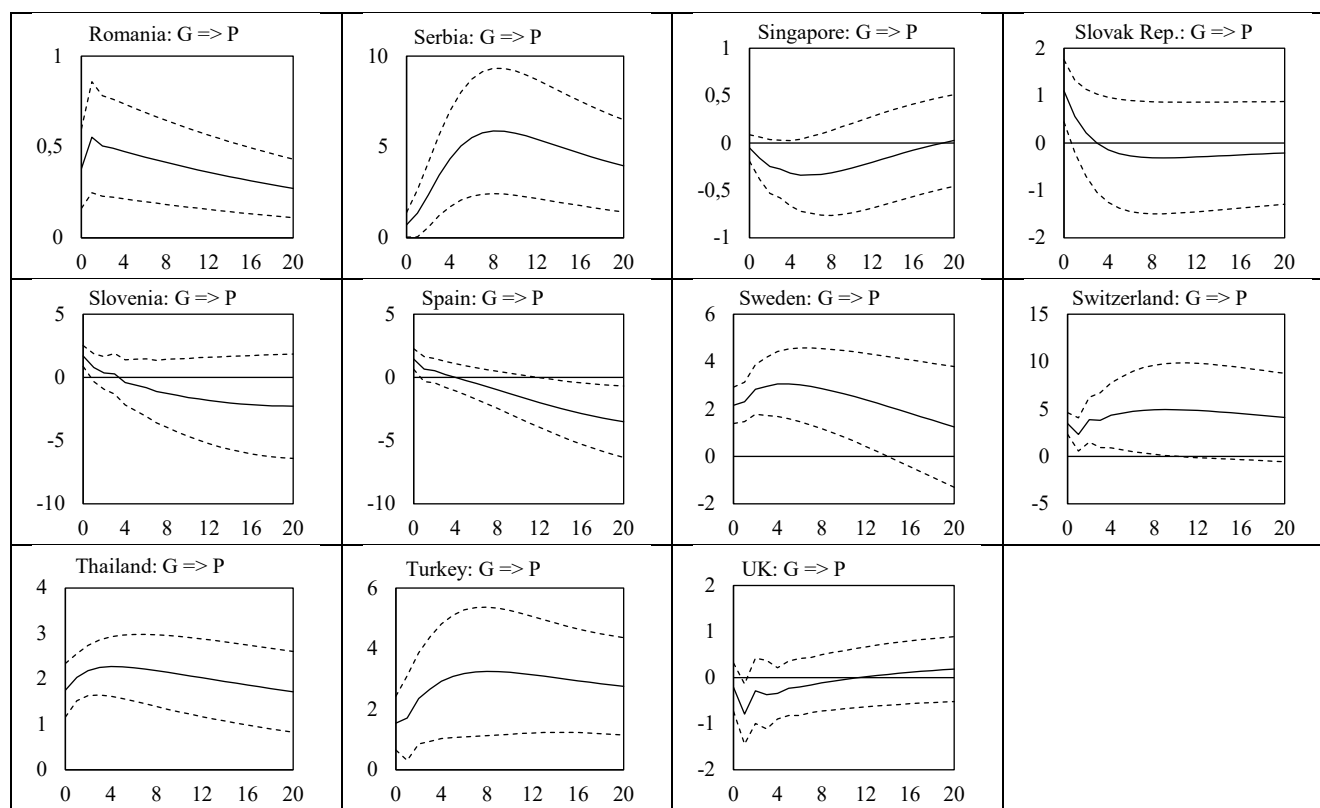 Romania: G => P
1
0,5
0
0 4 8 12 16 20
Serbia: G => P
10
5
0
0 4 8 12 16 20
Singapore: G => P
1
0,5
0
-0,5
-1
0 4 8 12 16 20
Slovak Rep.: G => P
2
1
0
-1
-2
0 4 8 12 16 20
Slovenia: G => P
5
0
-5
-10
0 4 8 12 16 20
Spain: G => P
5
0
-5
-10
0 4 8 12 16 20
Sweden: G => P
6
4
2
0
-2
0 4 8 12 16 20
Switzerland: G => P
15
10
5
0
-5
0 4 8 12 16 20
Thailand: G => P
4
3
2
1
0
0 4 8 12 16 20
Turkey: G => P
6
4
2
0
0 4 8 12 16 20
UK: G => P
2
1
0
-1
-2
0 4 8 12 16 20